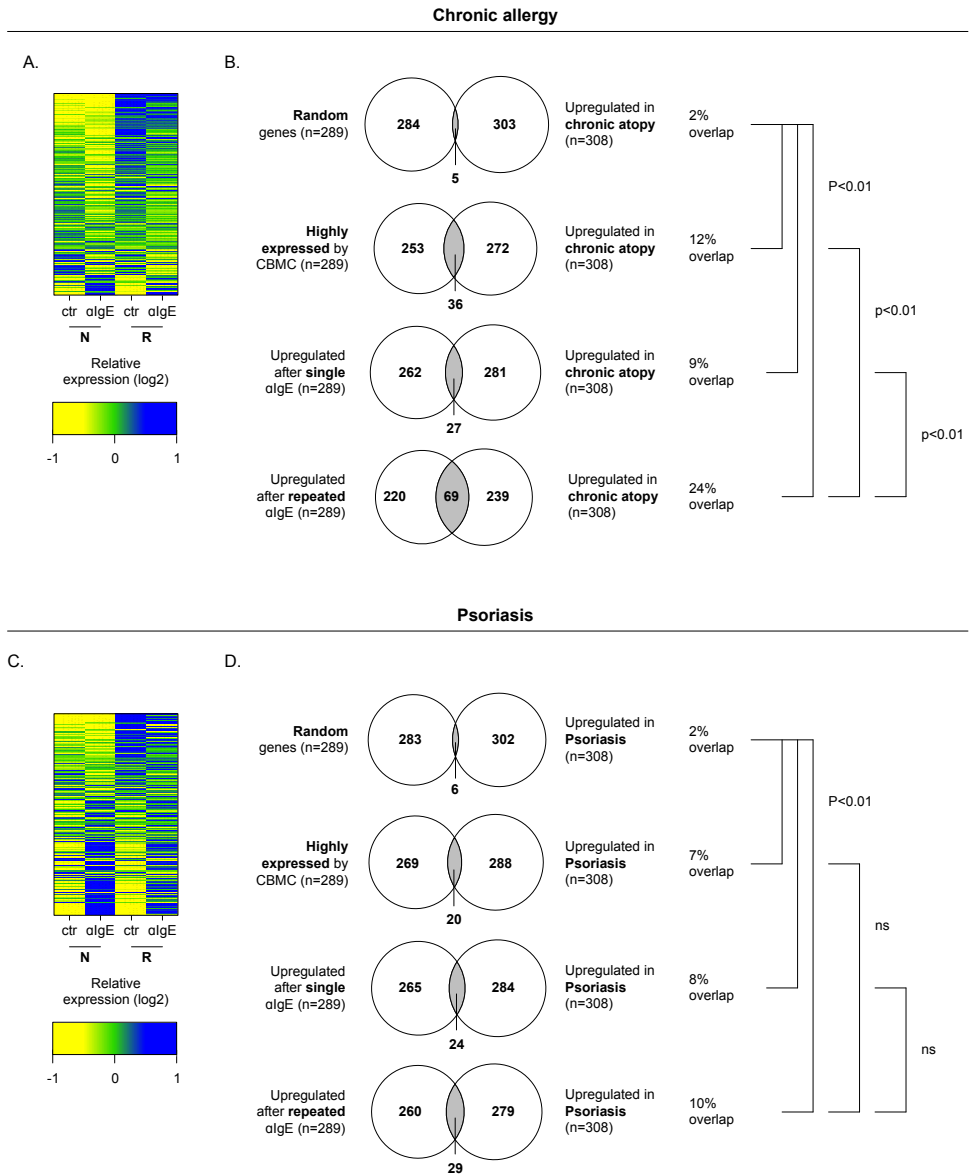 Chronic allergy
A.
B.
ctr αIgE ctr αIgE
N R
Relative
expression (log2)
-1 0 1
Random
genes (n=289)
284
303
5
Upregulated in
chronic atopy
(n=308)
2%
overlap
Highly
expressed by
CBMC (n=289)
253
272
36
Upregulated in
chronic atopy
(n=308)
12%
overlap
Upregulated
after single
αIgE (n=289)
262
281
27
Upregulated in
chronic atopy
(n=308)
9%
overlap
Upregulated
after repeated
αIgE (n=289)
220
69
239
Upregulated in
chronic atopy
(n=308)
24%
overlap
P<0.01
p<0.01
p<0.01
Psoriasis
C.
D.
ctr αIgE ctr αIgE
N R
Relative
expression (log2)
-1 0 1
Random
genes (n=289)
283
302
6
Upregulated in
Psoriasis
(n=308)
2%
overlap
Highly
expressed by
CBMC (n=289)
269
288
20
Upregulated in
Psoriasis
(n=308)
7%
overlap
Upregulated
after single
αIgE (n=289)
265
284
24
Upregulated in
Psoriasis
(n=308)
8%
overlap
Upregulated
after repeated
αIgE (n=289)
260
279
29
Upregulated in
Psoriasis
(n=308)
10%
overlap
P<0.01
ns
ns